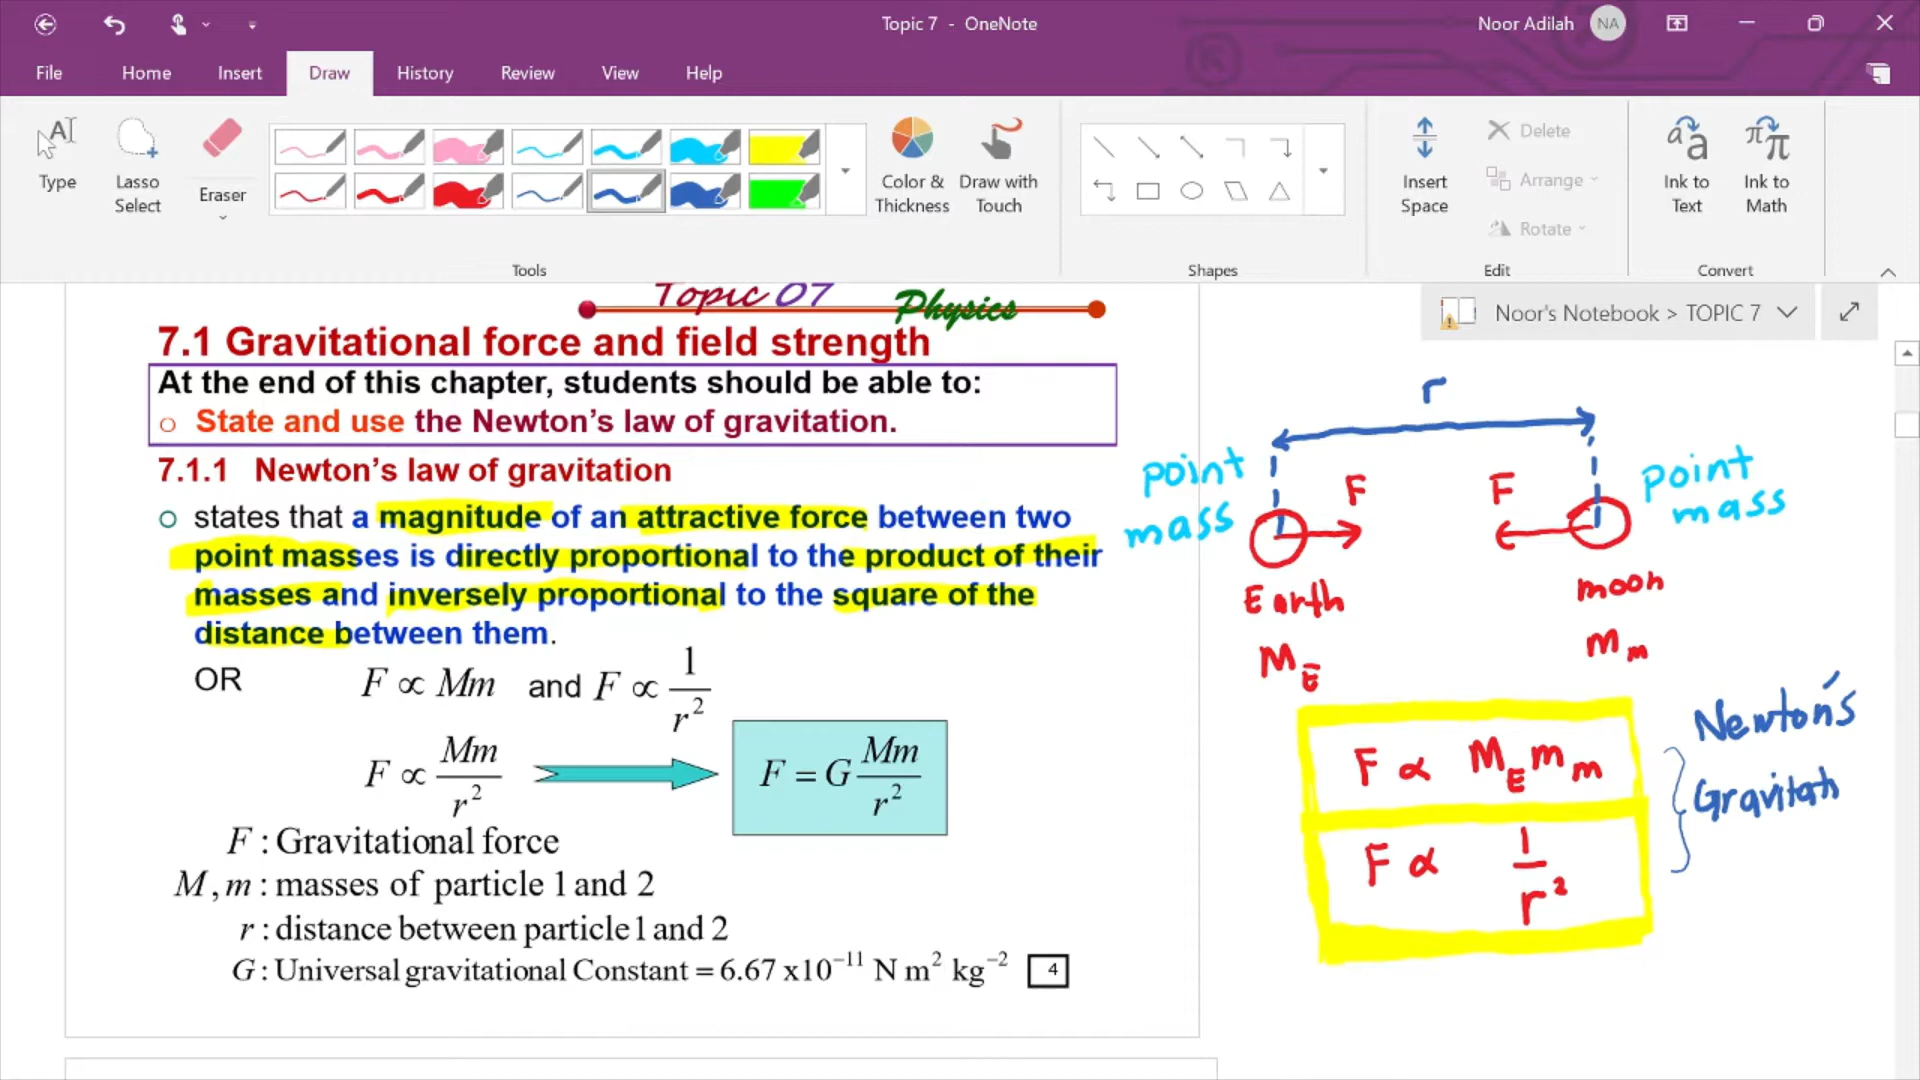 Topic 7 - OneNote
Noor Adilah NA
File Home Insert Draw History Review View Help
Type
Lasso Select
Eraser
Color & Thickness
Draw with Touch
Insert Space
Delete
Arrange
Rotate
Ink to Text
Ink to Math
Tools Shapes Edit Convert
Noor's Notebook > TOPIC 7
Topic 07 Physics
7.1 Gravitational force and field strength
At the end of this chapter, students should be able to:
o State and use the Newton's law of gravitation.
7.1.1 Newton's law of gravitation
o states that a magnitude of an attractive force between two
point masses is directly proportional to the product of their
masses and inversely proportional to the square of the
distance between them.
OR F ∝ Mm and F ∝ 1/r²
F ∝ Mm/r² F = G Mm/r²
F : Gravitational force
M , m : masses of particle 1 and 2
r : distance between particle 1 and 2
G : Universal gravitational Constant = 6.67 x10⁻¹¹ N m² kg⁻²
4
r
point mass
F F
point mass
Earth
M_E
moon
m_m
F ∝ M_E m_m
F ∝ 1/r²
Newton's
Gravitatn